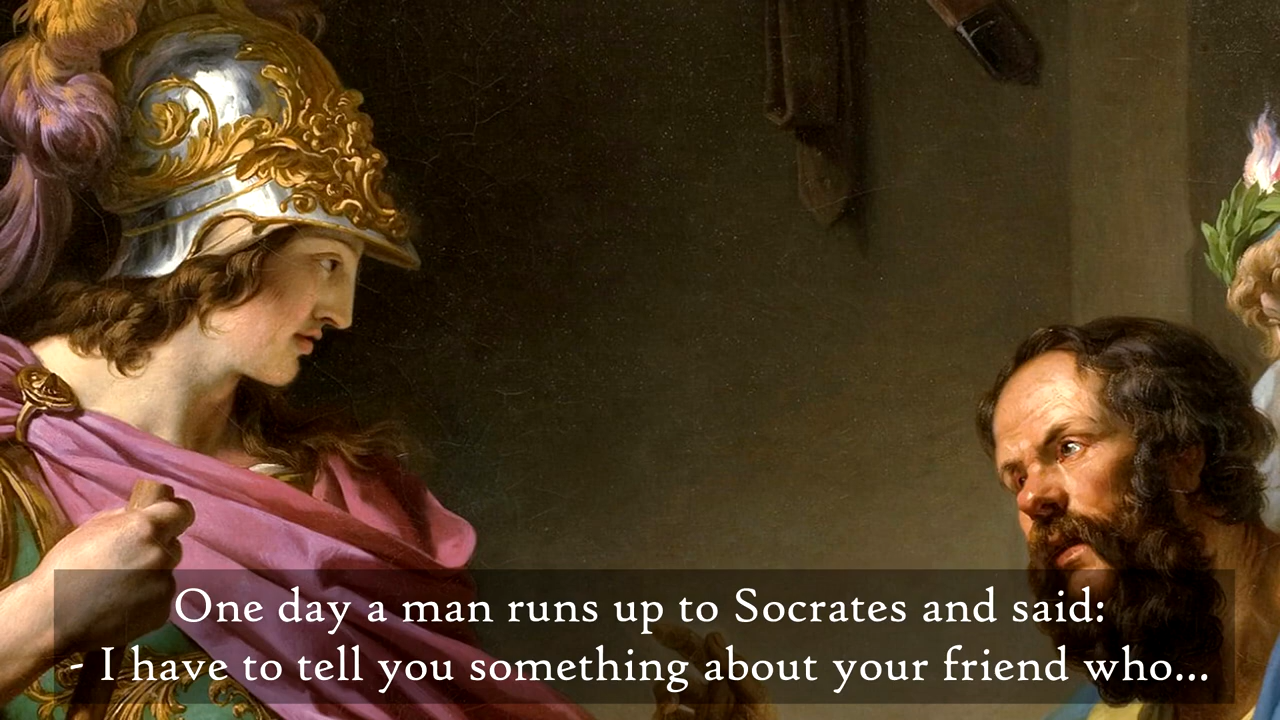 One day a man runs up to Socrates and said:
- I have to tell you something about your friend who...